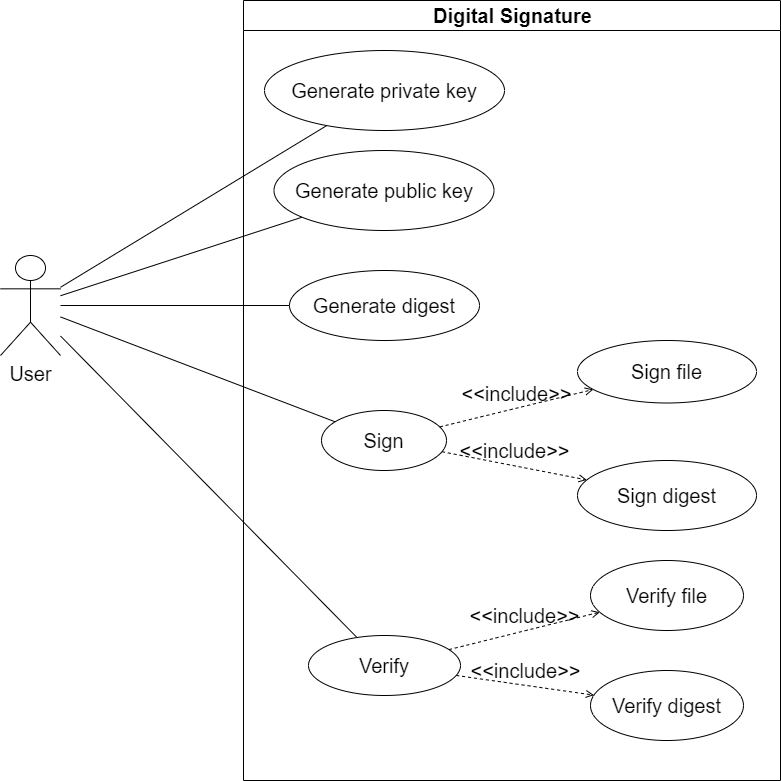 Digital Signature
Generate private key
Generate public key
Generate digest
User
Sign file
<<include>>
Sign
<<include>>
Sign digest
Verify file
<<include>>
Verify
<<include>>
Verify digest